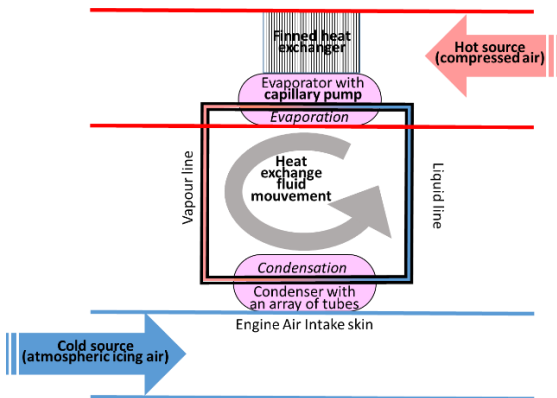 Finned heat
exchanger
Hot source
(compressed air)
Evaporator with
capillary pump
Evaporation
Vapour line
Heat
exchange
fluid
mouvement
Liquid line
Condensation
Condenser with
an array of tubes
Engine Air Intake skin
Cold source
(atmospheric icing air)